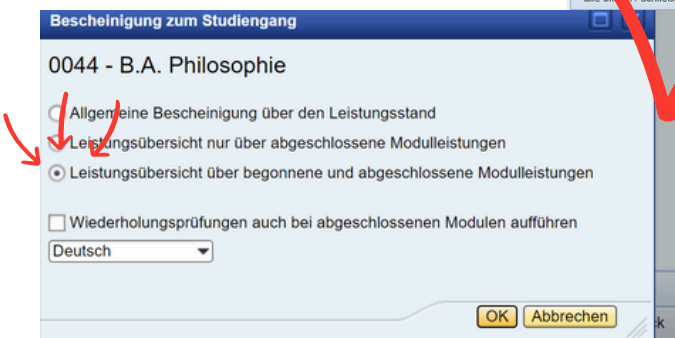 Bescheinigung zum Studiengang
0044 - B.A. Philosophie
Allgemeine Bescheinigung über den Leistungsstand
Leistungsübersicht nur über abgeschlossene Modulleistungen
Leistungsübersicht über begonnene und abgeschlossene Modulleistungen
Wiederholungsprüfungen auch bei abgeschlossenen Modulen aufführen
Deutsch
OK Abbrechen